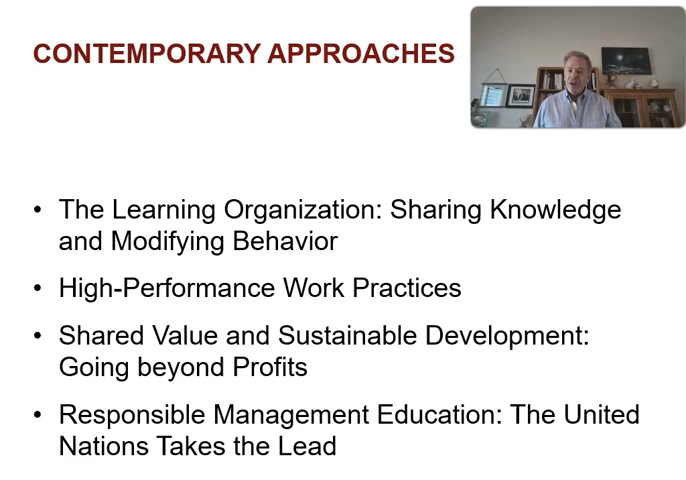 CONTEMPORARY APPROACHES
• The Learning Organization: Sharing Knowledge
and Modifying Behavior
• High-Performance Work Practices
• Shared Value and Sustainable Development:
Going beyond Profits
• Responsible Management Education: The United
Nations Takes the Lead